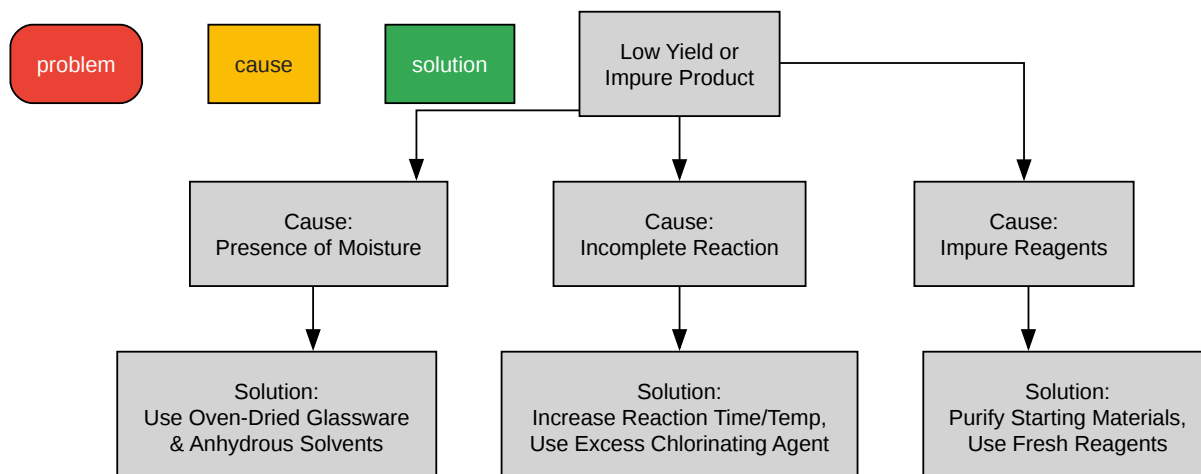 problem
cause
solution
Low Yield or
Impure Product
Cause:
Presence of Moisture
Cause:
Incomplete Reaction
Cause:
Impure Reagents
Solution:
Use Oven-Dried Glassware
& Anhydrous Solvents
Solution:
Increase Reaction Time/Temp,
Use Excess Chlorinating Agent
Solution:
Purify Starting Materials,
Use Fresh Reagents